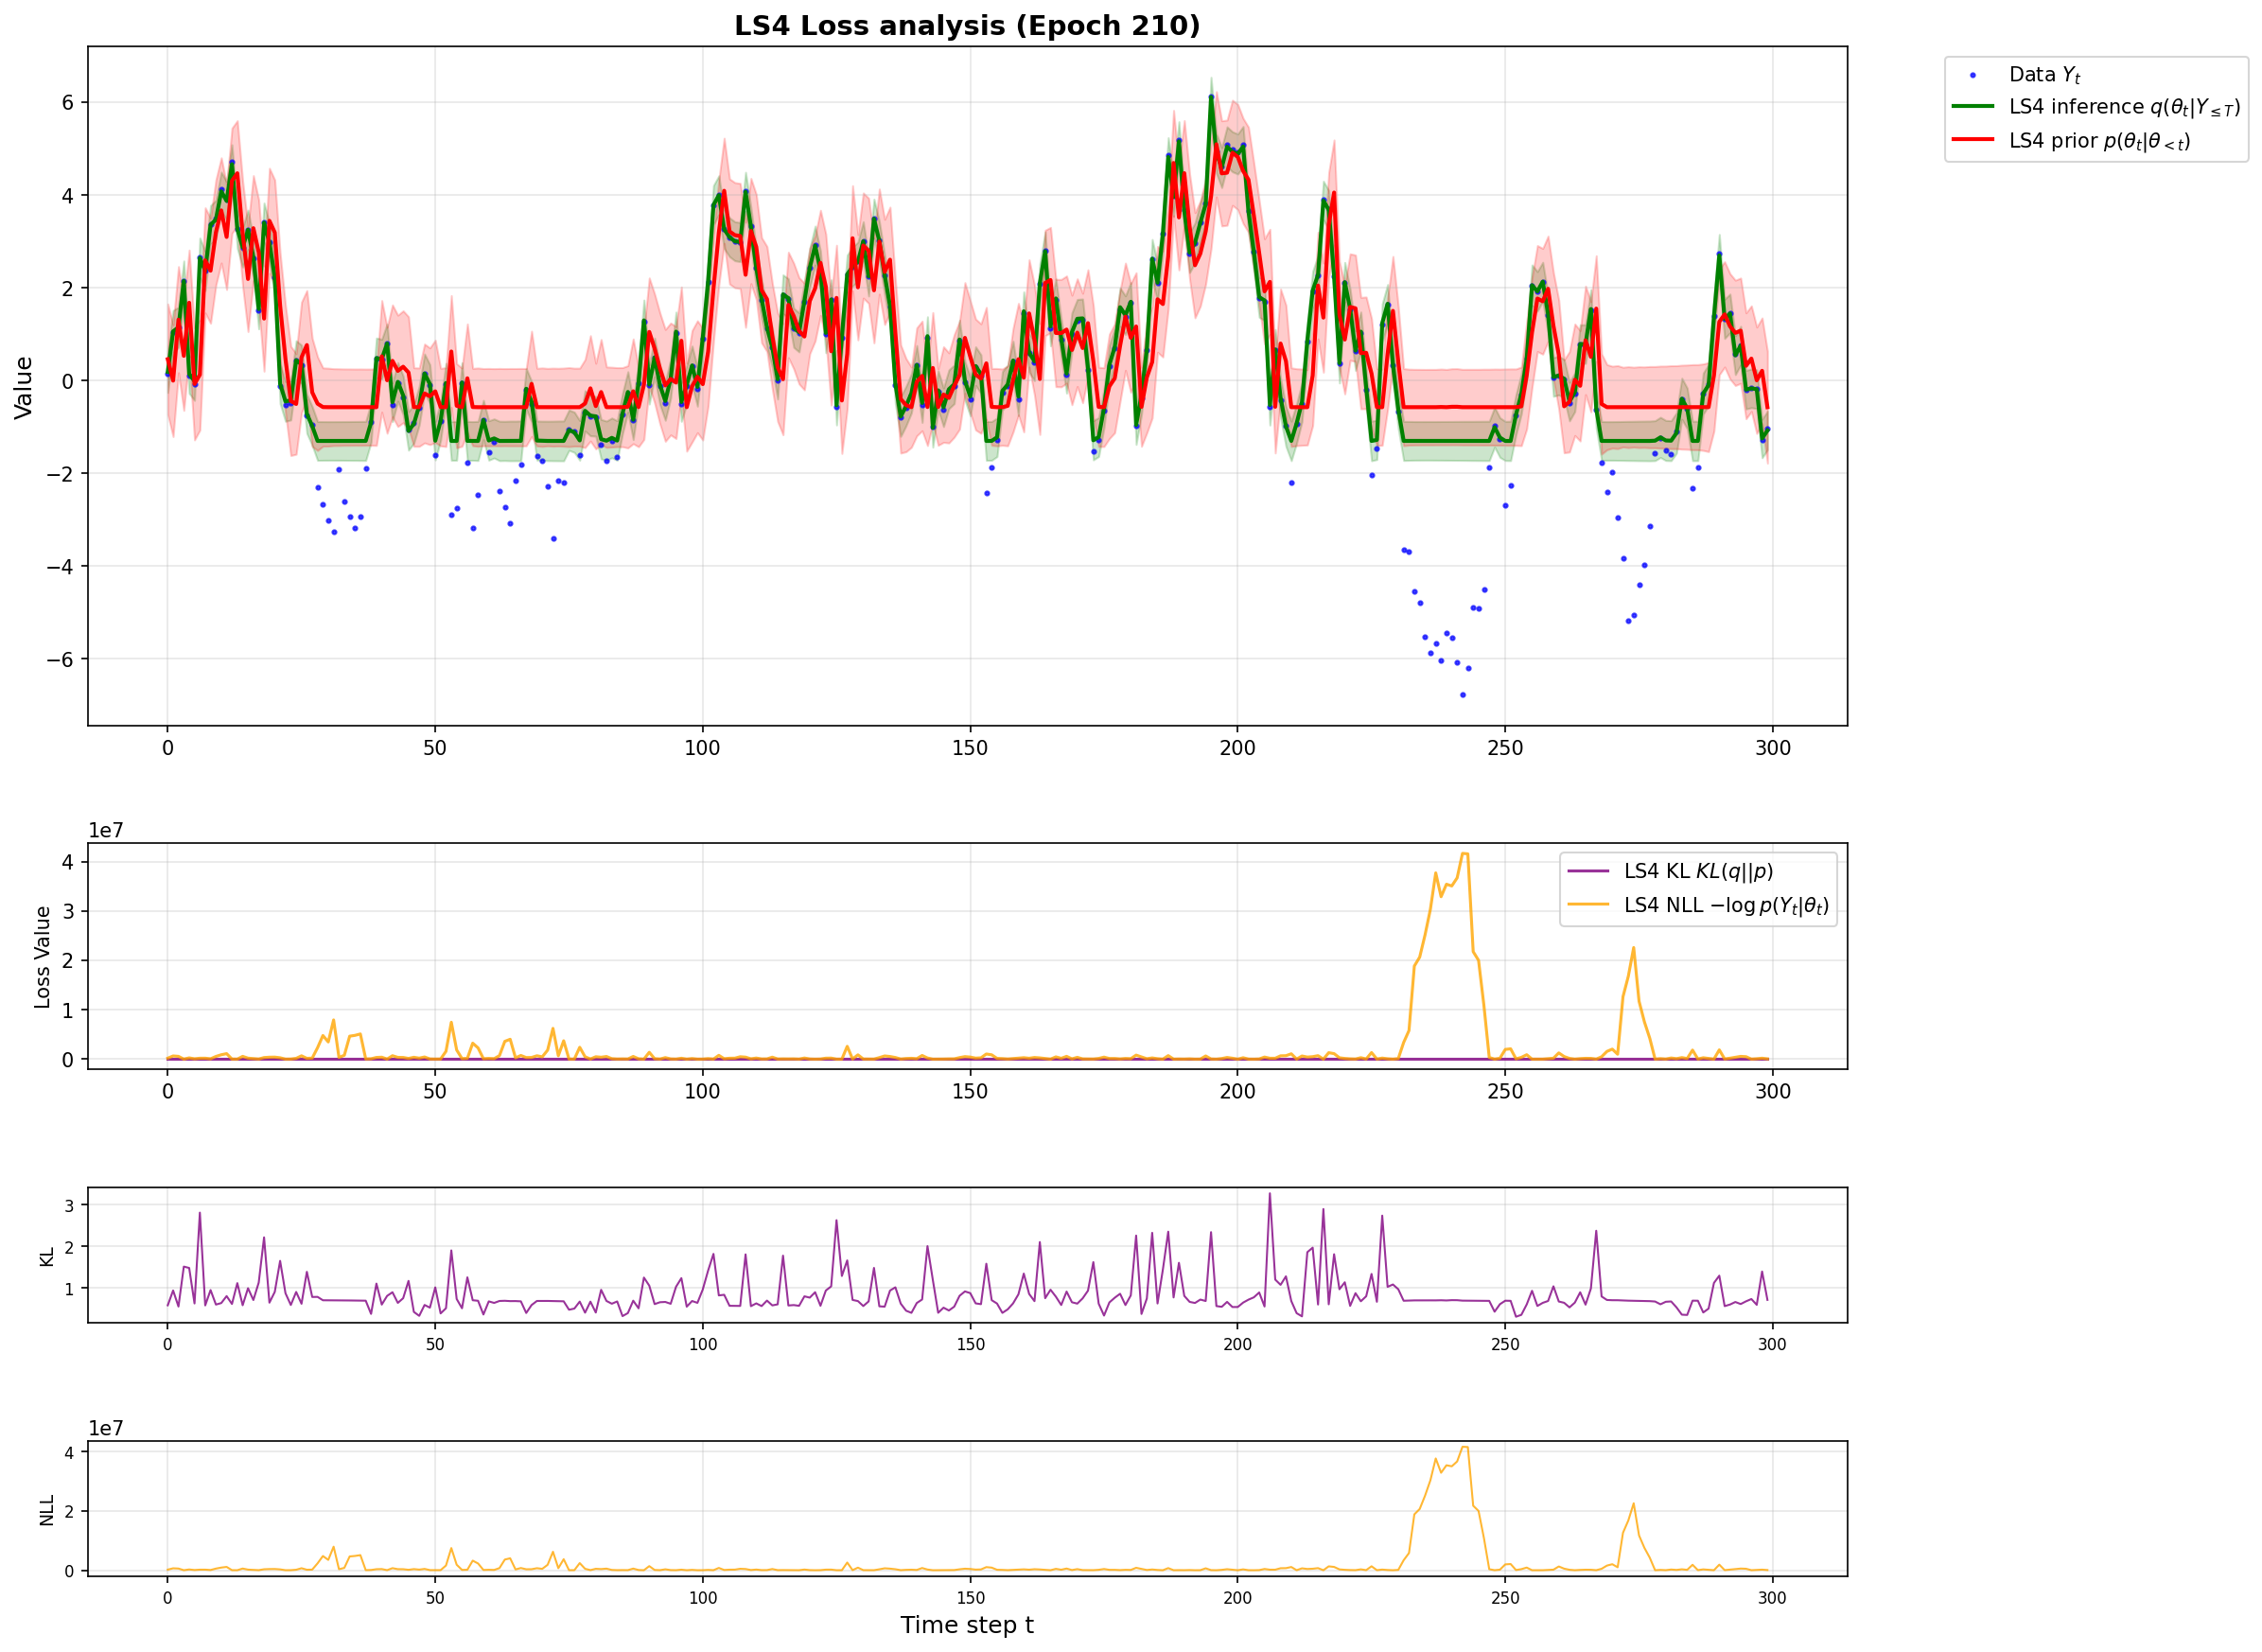 LS4 Loss analysis (Epoch 210)
Data Y_t
LS4 inference q(θ_t|Y_{≤T})
LS4 prior p(θ_t|θ_{<t})
Value
6
4
2
0
−2
−4
−6
0 50 100 150 200 250 300
1e7
LS4 KL KL(q||p)
LS4 NLL −log p(Y_t|θ_t)
Loss Value
4
3
2
1
0
0 50 100 150 200 250 300
KL
3
2
1
0 50 100 150 200 250 300
1e7
NLL
4
2
0
0 50 100 150 200 250 300
Time step t